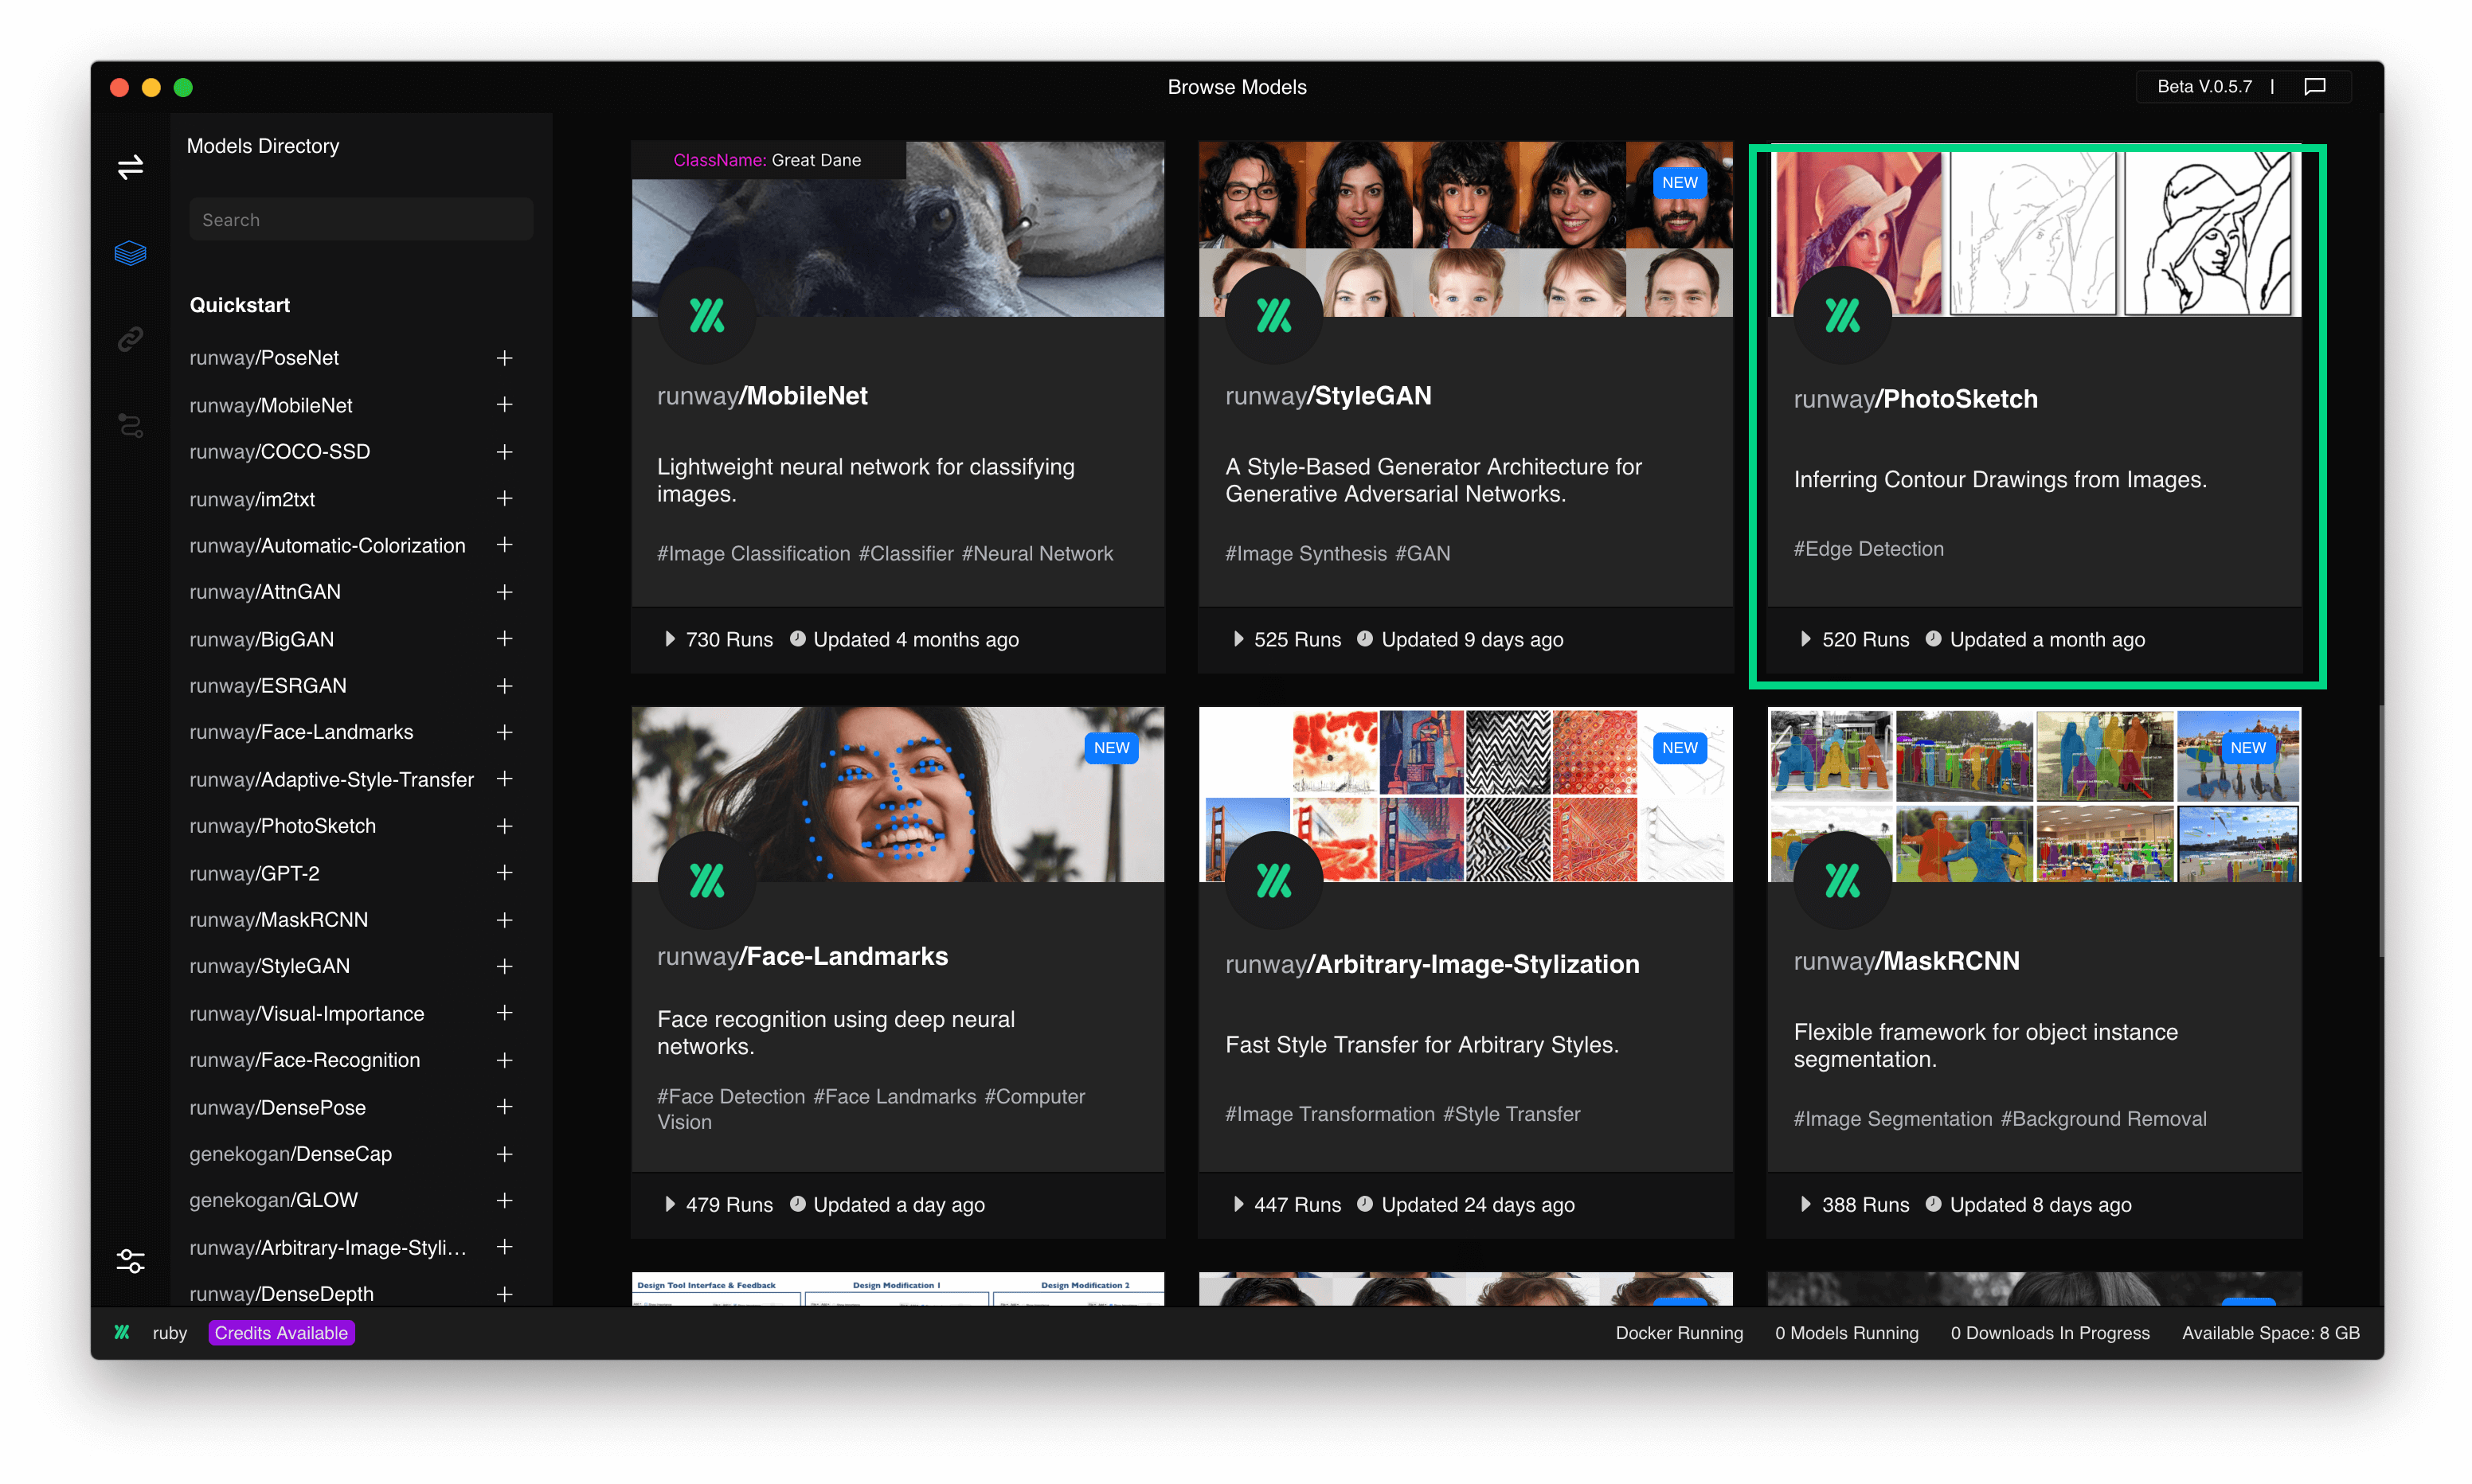 Browse Models
Beta V.0.5.7 |
Models Directory
Search
Quickstart
runway/PoseNet
runway/MobileNet
runway/COCO-SSD
runway/im2txt
runway/Automatic-Colorization
runway/AttnGAN
runway/BigGAN
runway/ESRGAN
runway/Face-Landmarks
runway/Adaptive-Style-Transfer
runway/PhotoSketch
runway/GPT-2
runway/MaskRCNN
runway/StyleGAN
runway/Visual-Importance
runway/Face-Recognition
runway/DensePose
genekogan/DenseCap
genekogan/GLOW
runway/Arbitrary-Image-Styli...
runway/DenseDepth
ClassName: Great Dane
runway/MobileNet
Lightweight neural network for classifying
images.
#Image Classification #Classifier #Neural Network
730 Runs Updated 4 months ago
NEW
runway/StyleGAN
A Style-Based Generator Architecture for
Generative Adversarial Networks.
#Image Synthesis #GAN
525 Runs Updated 9 days ago
runway/PhotoSketch
Inferring Contour Drawings from Images.
#Edge Detection
520 Runs Updated a month ago
NEW
runway/Face-Landmarks
Face recognition using deep neural
networks.
#Face Detection #Face Landmarks #Computer
Vision
479 Runs Updated a day ago
NEW
runway/Arbitrary-Image-Stylization
Fast Style Transfer for Arbitrary Styles.
#Image Transformation #Style Transfer
447 Runs Updated 24 days ago
NEW
runway/MaskRCNN
Flexible framework for object instance
segmentation.
#Image Segmentation #Background Removal
388 Runs Updated 8 days ago
Design Tool Interface & Feedback
Design Modification 1
Design Modification 2
ruby
Credits Available
Docker Running
0 Models Running
0 Downloads In Progress
Available Space: 8 GB